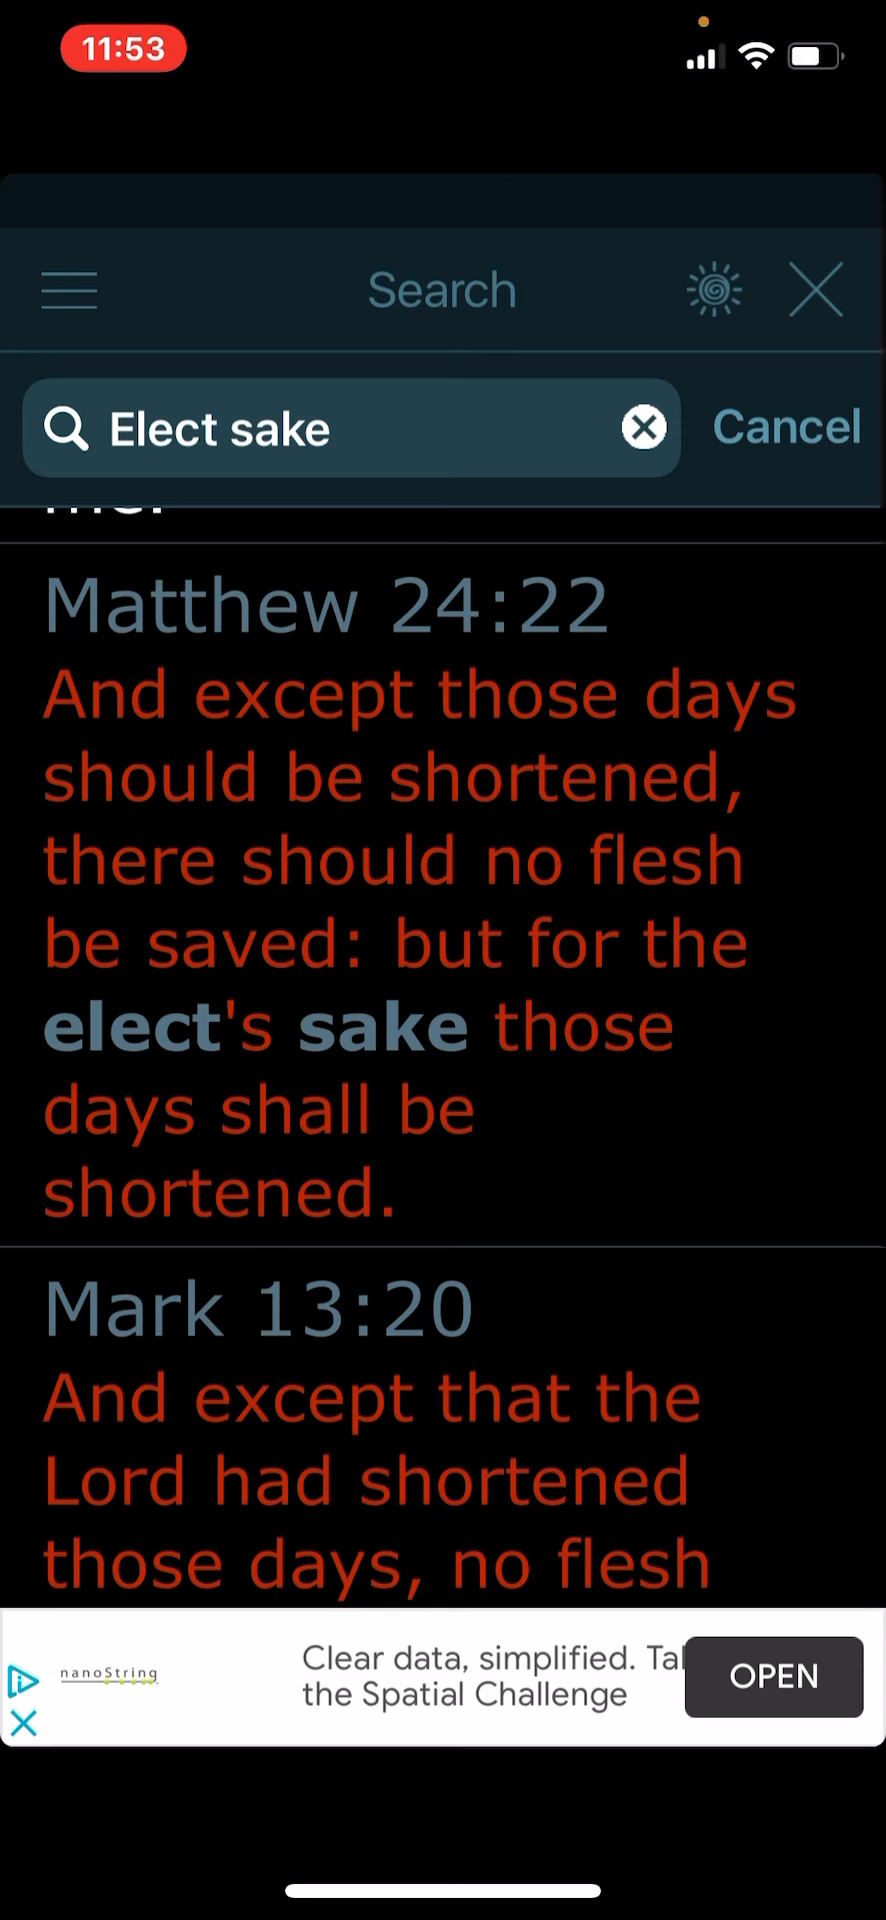 11:53
Search
Elect sake
Cancel
Matthew 24:22
And except those days
should be shortened,
there should no flesh
be saved: but for the
elect's sake those
days shall be
shortened.
Mark 13:20
And except that the
Lord had shortened
those days, no flesh
nanoString
Clear data, simplified.
the Spatial Challenge
OPEN